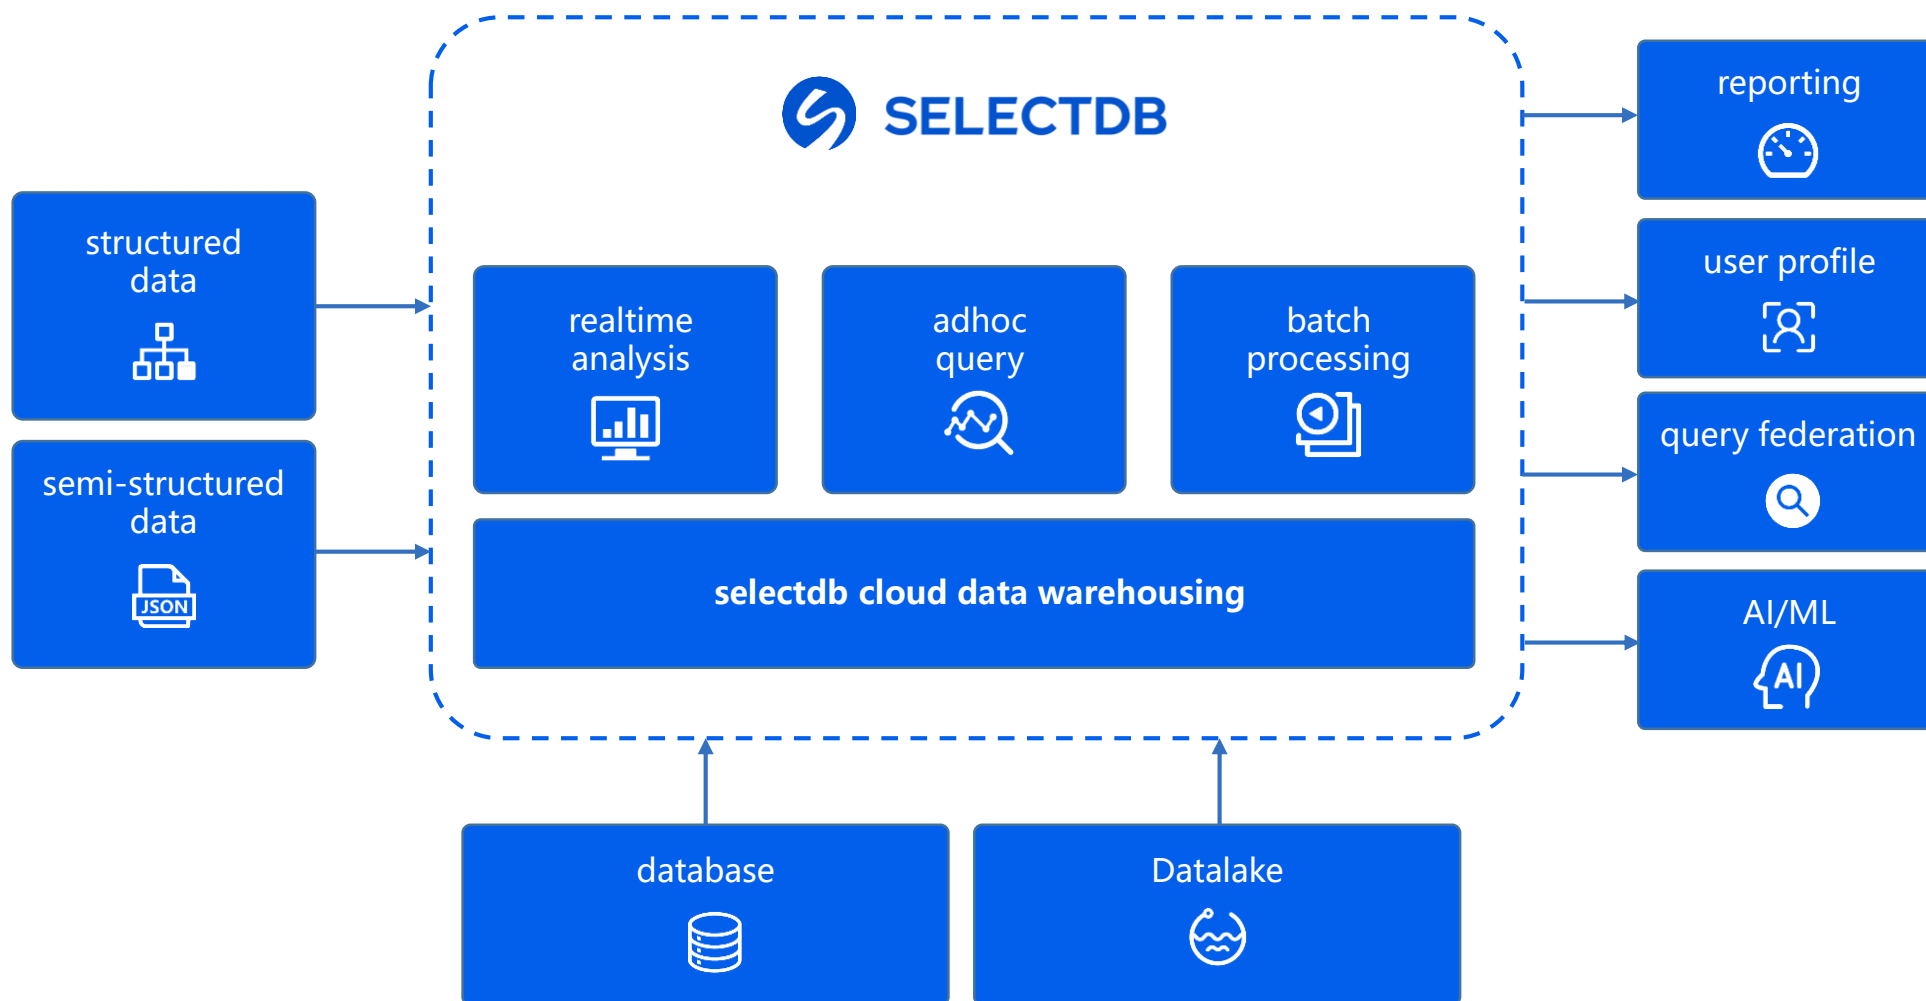 SELECTDB
structured
data
semi-structured
data
JSON
realtime
analysis
adhoc
query
batch
processing
selectdb cloud data warehousing
reporting
user profile
query federation
AI/ML
AI
database
Datalake